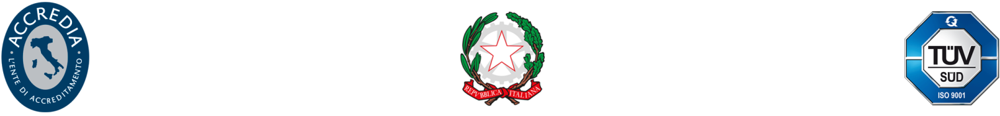 ACCREDIA
L'ENTE DI ACCREDITAMENTO
REPVBBLICA ITALIANA
TÜV
SÜD
ISO 9001